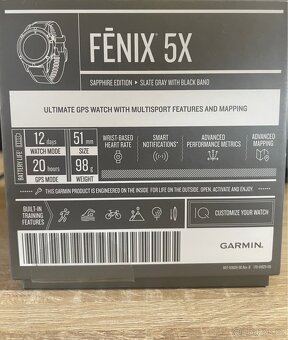 FĒNIX® 5X
SAPPHIRE EDITION • SLATE GRAY WITH BLACK BAND
ULTIMATE GPS WATCH WITH MULTISPORT FEATURES AND MAPPING
BATTERY LIFE
12 days
WATCH MODE
20 hours
GPS MODE
51 mm
SIZE
98 g
WEIGHT
WRIST-BASED
HEART RATE
SMART
NOTIFICATIONS
ADVANCED
PERFORMANCE METRICS
ADVANCED
MAPPING
THIS GARMIN PRODUCT IS ENGINEERED ON THE INSIDE FOR LIFE ON THE OUTSIDE. OPEN, ACTIVATE AND ENJOY.
BUILT-IN
TRAINING
FEATURES
IQ
CUSTOMIZE YOUR WATCH
GARMIN.